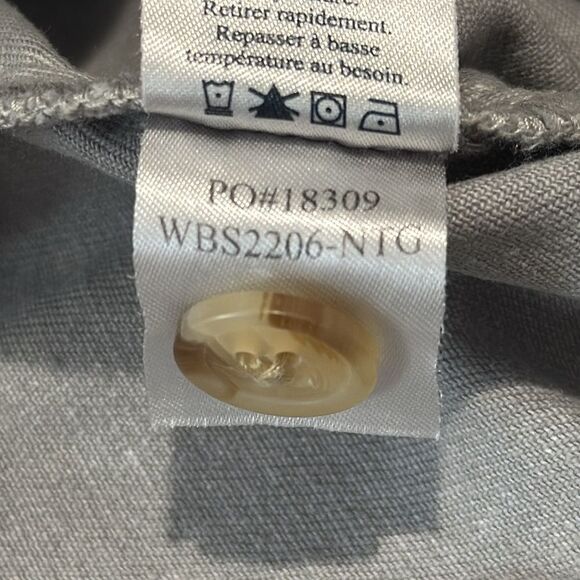 Retirer rapidement.
Repasser à basse
température au besoin.
PO#18309
WBS2206-NTG